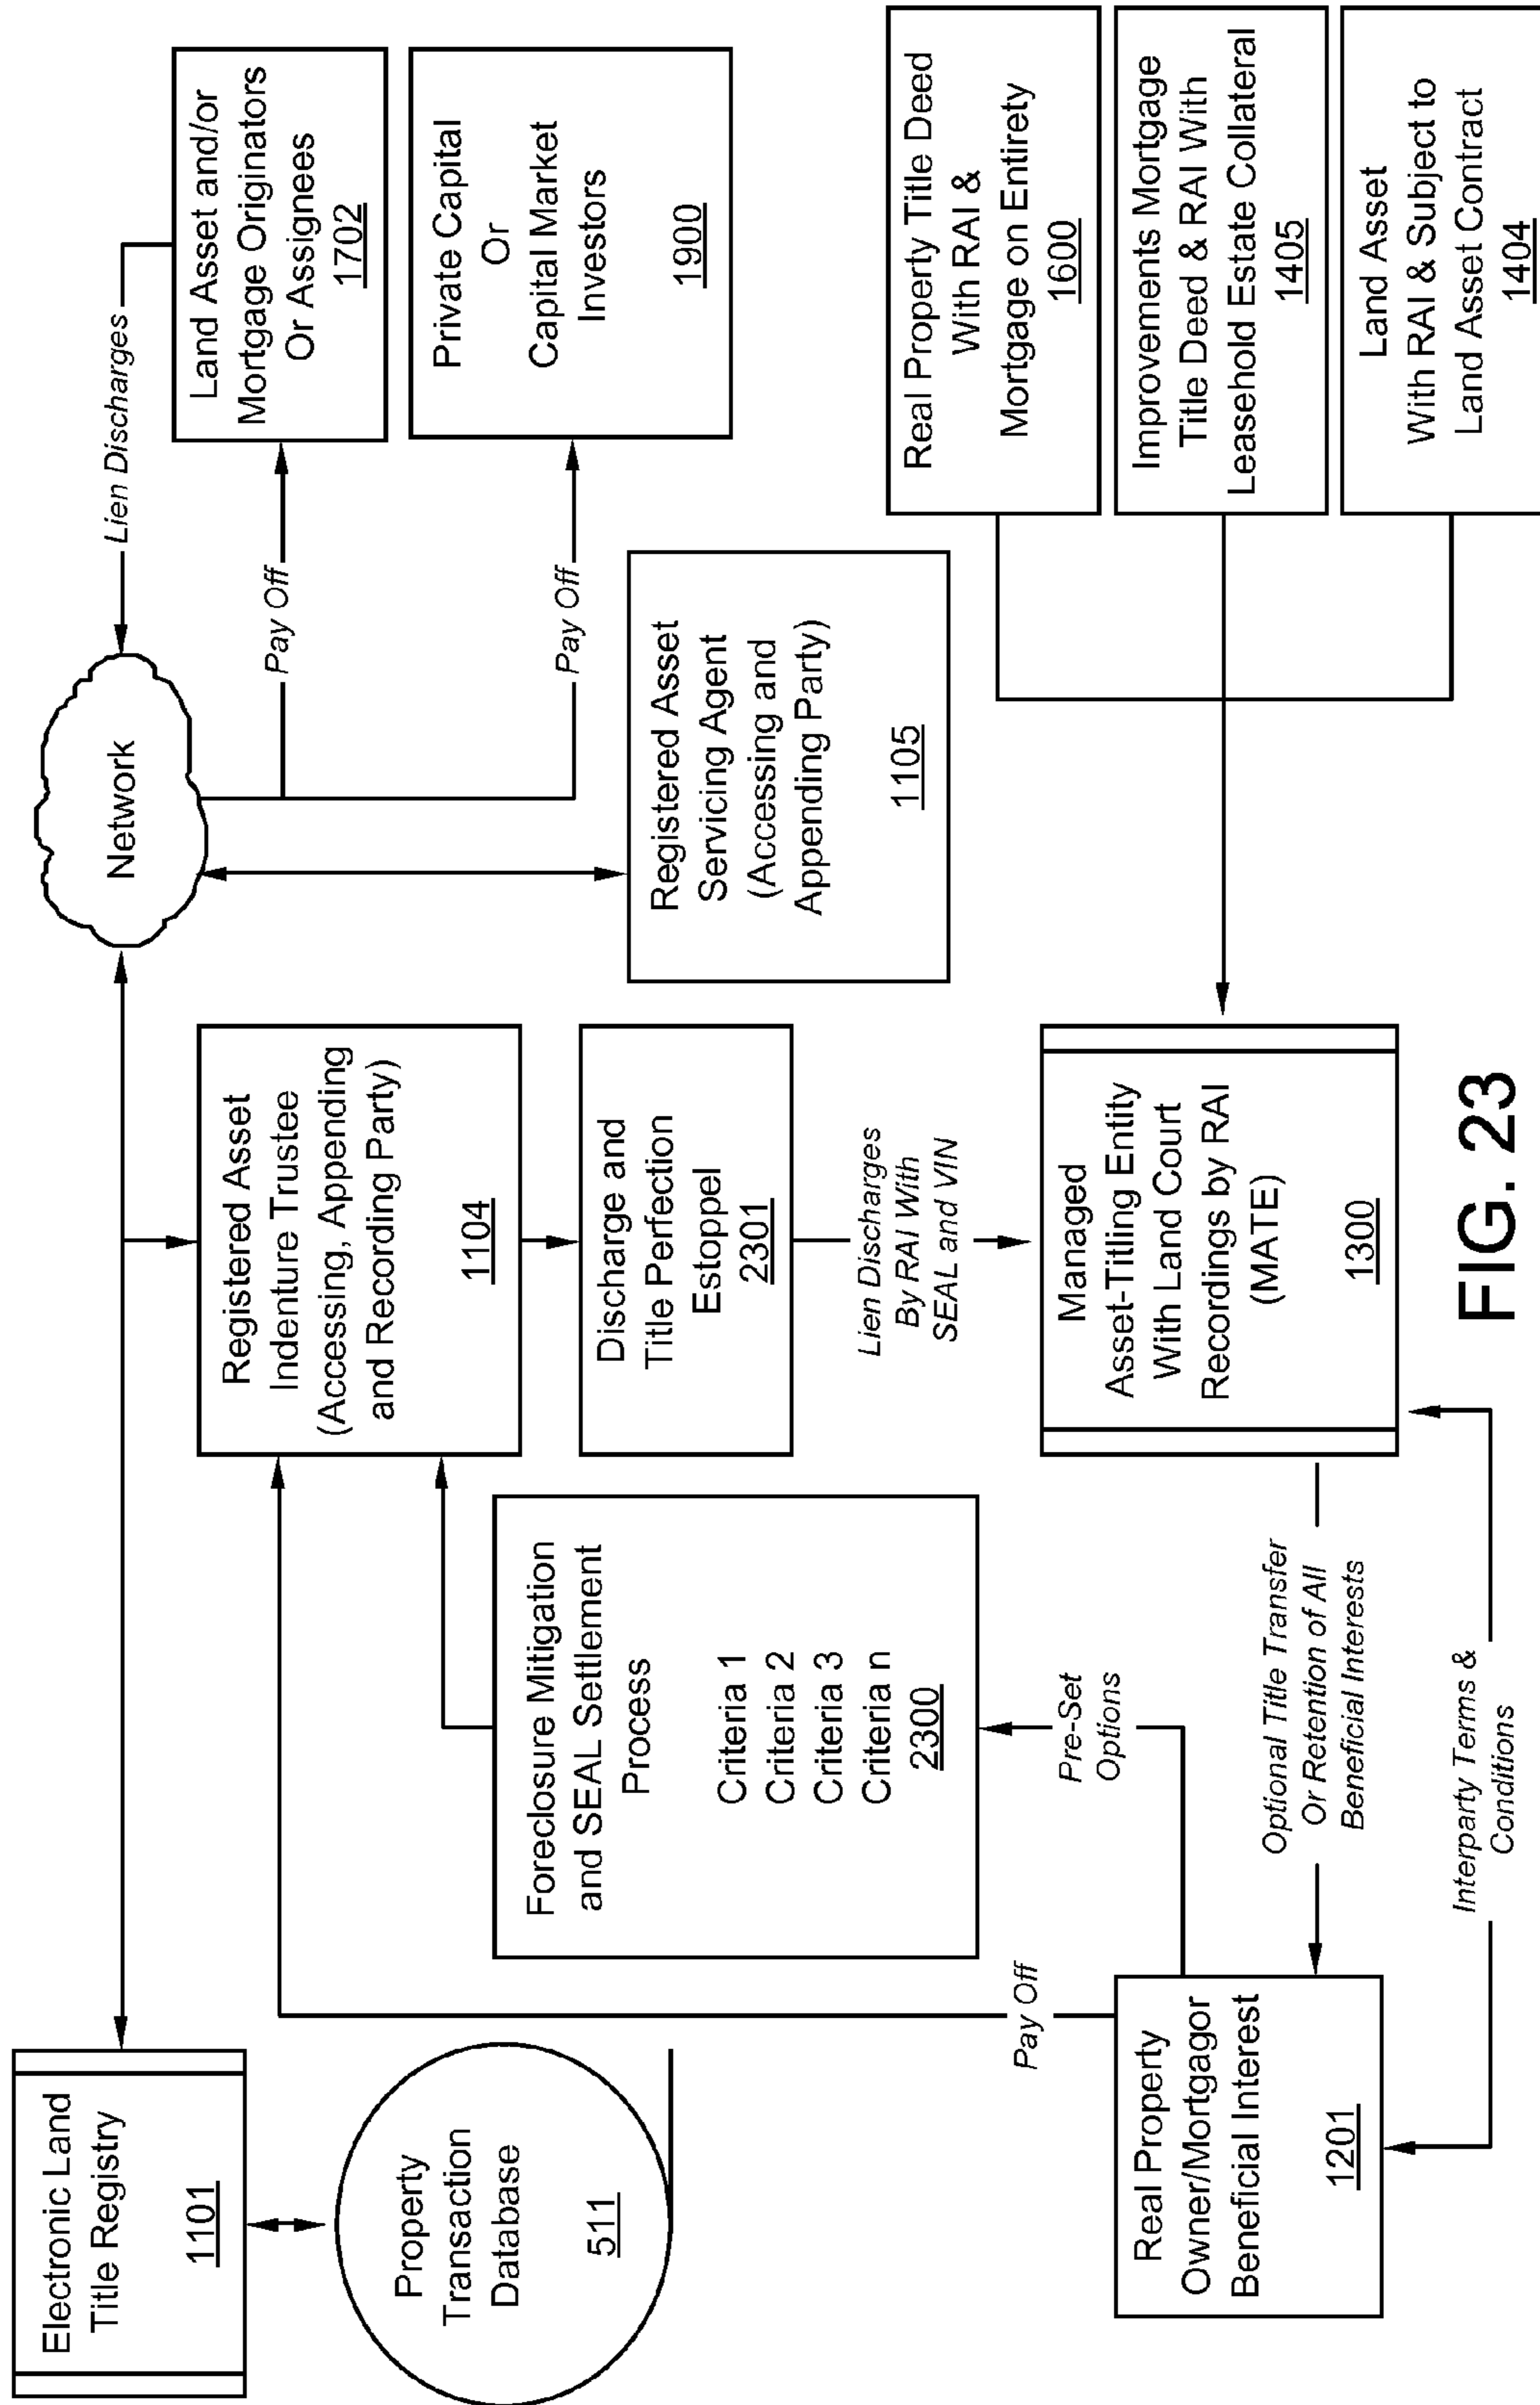 Electronic Land
Title Registry
1101
Property
Transaction
Database
511
Network
Lien Discharges
Land Asset and/or
Mortgage Originators
Or Assignees
1702
Pay Off
Private Capital
Or
Capital Market
Investors
1900
Pay Off
Registered Asset
Indenture Trustee
(Accessing, Appending
and Recording Party)
1104
Registered Asset
Servicing Agent
(Accessing and
Appending Party)
1105
Foreclosure Mitigation
and SEAL Settlement
Process
Criteria 1
Criteria 2
Criteria 3
Criteria n
2300
Discharge and
Title Perfection
Estoppel
2301
Pay Off
Pre-Set
Options
Lien Discharges
By RAI With
SEAL and VIN
Real Property
Owner/Mortgagor
Beneficial Interest
1201
Optional Title Transfer
Or Retention of All
Beneficial Interests
Managed
Asset-Titling Entity
With Land Court
Recordings by RAI
(MATE)
1300
Real Property Title Deed
With RAI &
Mortgage on Entirety
1600
Improvements Mortgage
Title Deed & RAI With
Leasehold Estate Collateral
1405
Land Asset
With RAI & Subject to
Land Asset Contract
1404
Interparty Terms &
Conditions
FIG. 23